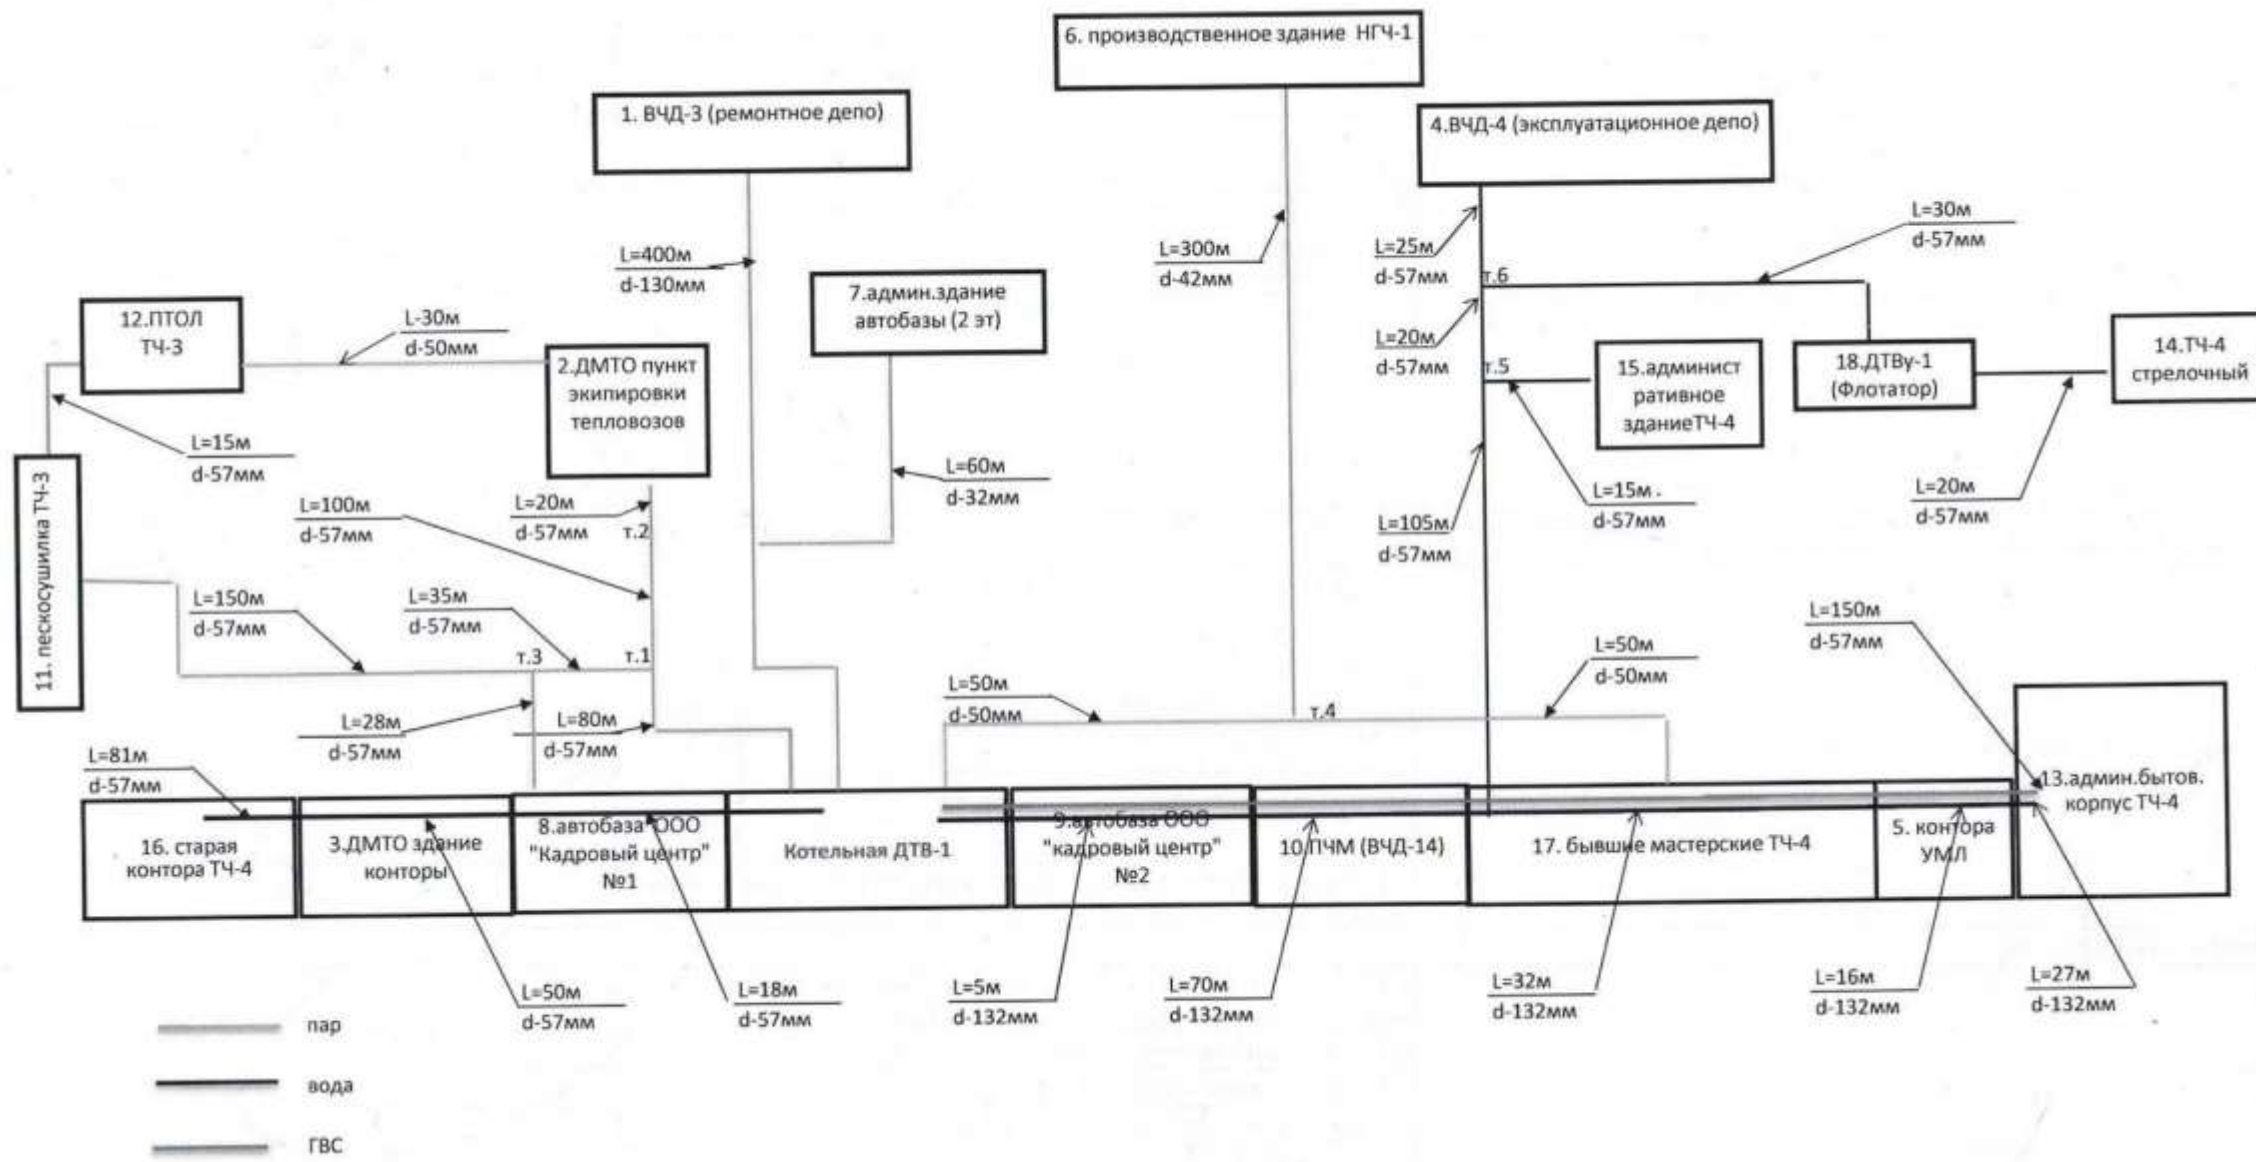 6. производственное здание НГЧ-1
1. ВЧД-3 (ремонтное депо)
4.ВЧД-4 (эксплуатационное депо)
L=400м
d-130мм
L=300м
d-42мм
L=25м
d-57мм
L=30м
d-57мм
т.6
7.админ.здание
автобазы (2 эт)
12.ПТОЛ
ТЧ-3
L-30м
d-50мм
2.ДМТО пункт
экипировки
тепловозов
L=20м
d-57мм
т.5
15.админист
ративное
зданиеТЧ-4
18.ДТВу-1
(Флотатор)
14.ТЧ-4
стрелочный
L=15м
d-57мм
11. пескосушилка ТЧ-3
L=100м
d-57мм
L=20м
d-57мм
т.2
L=60м
d-32мм
L=105м
d-57мм
L=15м .
d-57мм
L=20м
d-57мм
L=150м
d-57мм
L=35м
d-57мм
т.3
т.1
L=150м
d-57мм
L=50м
d-50мм
L=50м
d-50мм
т.4
L=28м
d-57мм
L=80м
d-57мм
L=81м
d-57мм
16. старая
контора ТЧ-4
3.ДМТО здание
конторы
8.автобаза ООО
"Кадровый центр"
№1
Котельная ДТВ-1
9.автобаза ООО
"кадровый центр"
№2
10.ПЧМ (ВЧД-14)
17. бывшие мастерские ТЧ-4
5. контора
УМЛ
13.админ.бытов.
корпус ТЧ-4
L=50м
d-57мм
L=18м
d-57мм
L=5м
d-132мм
L=70м
d-132мм
L=32м
d-132мм
L=16м
d-132мм
L=27м
d-132мм
пар
вода
ГВС